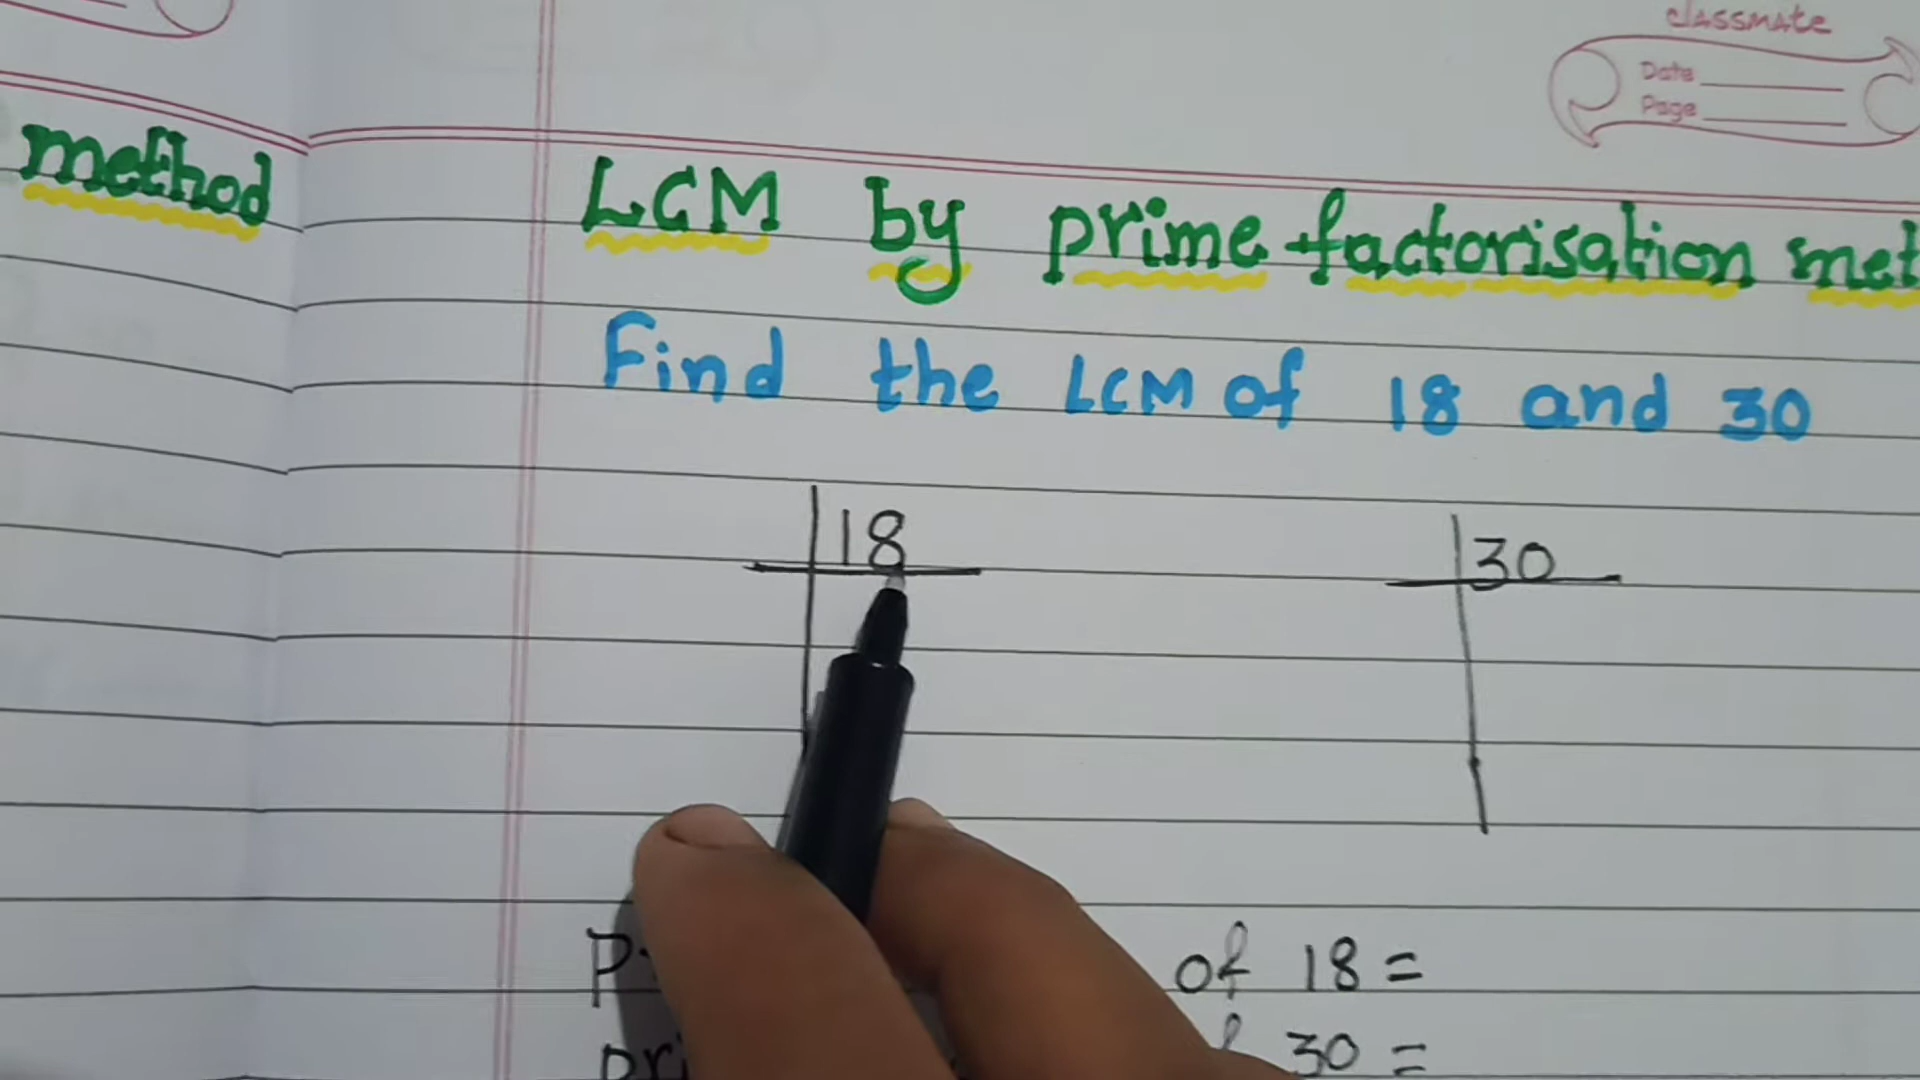 classmate
Date
Page
method
LCM by prime factorisation
Find the LCM of 18 and 30
18
30
of 18 =
30 =